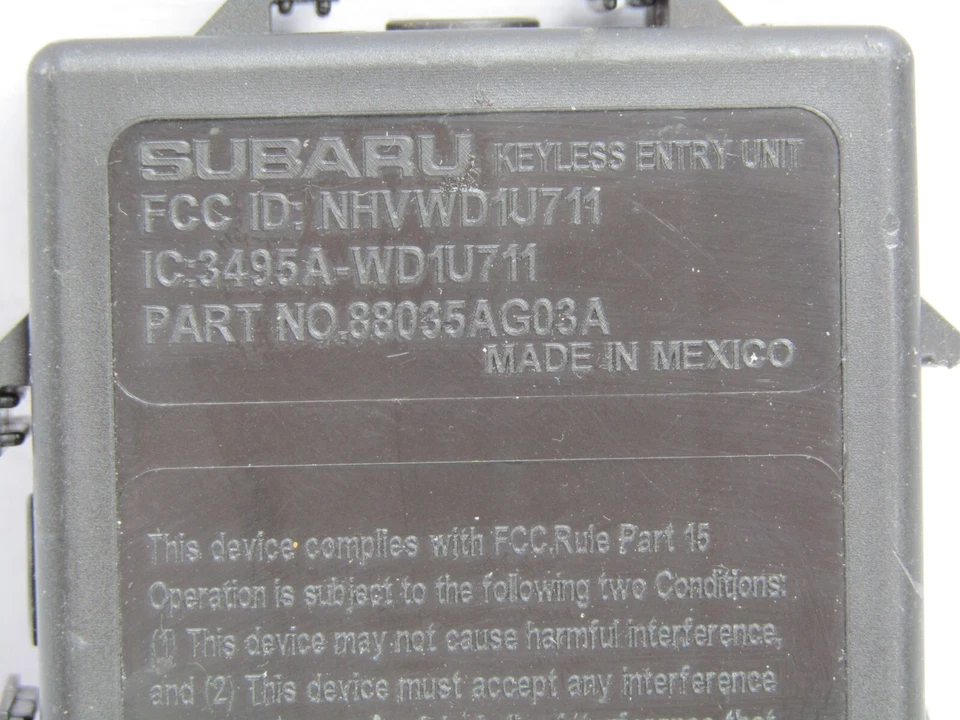 SUBARU KEYLESS ENTRY UNIT
FCC ID: NHVWD1U711
IC:3495A-WD1U711
PART NO.88035AG03A
MADE IN MEXICO
This device complies with FCC Rule Part 15
Operation is subject to the following two Conditions:
(1) This device may not cause harmful interference,
and (2) This device must accept any interference